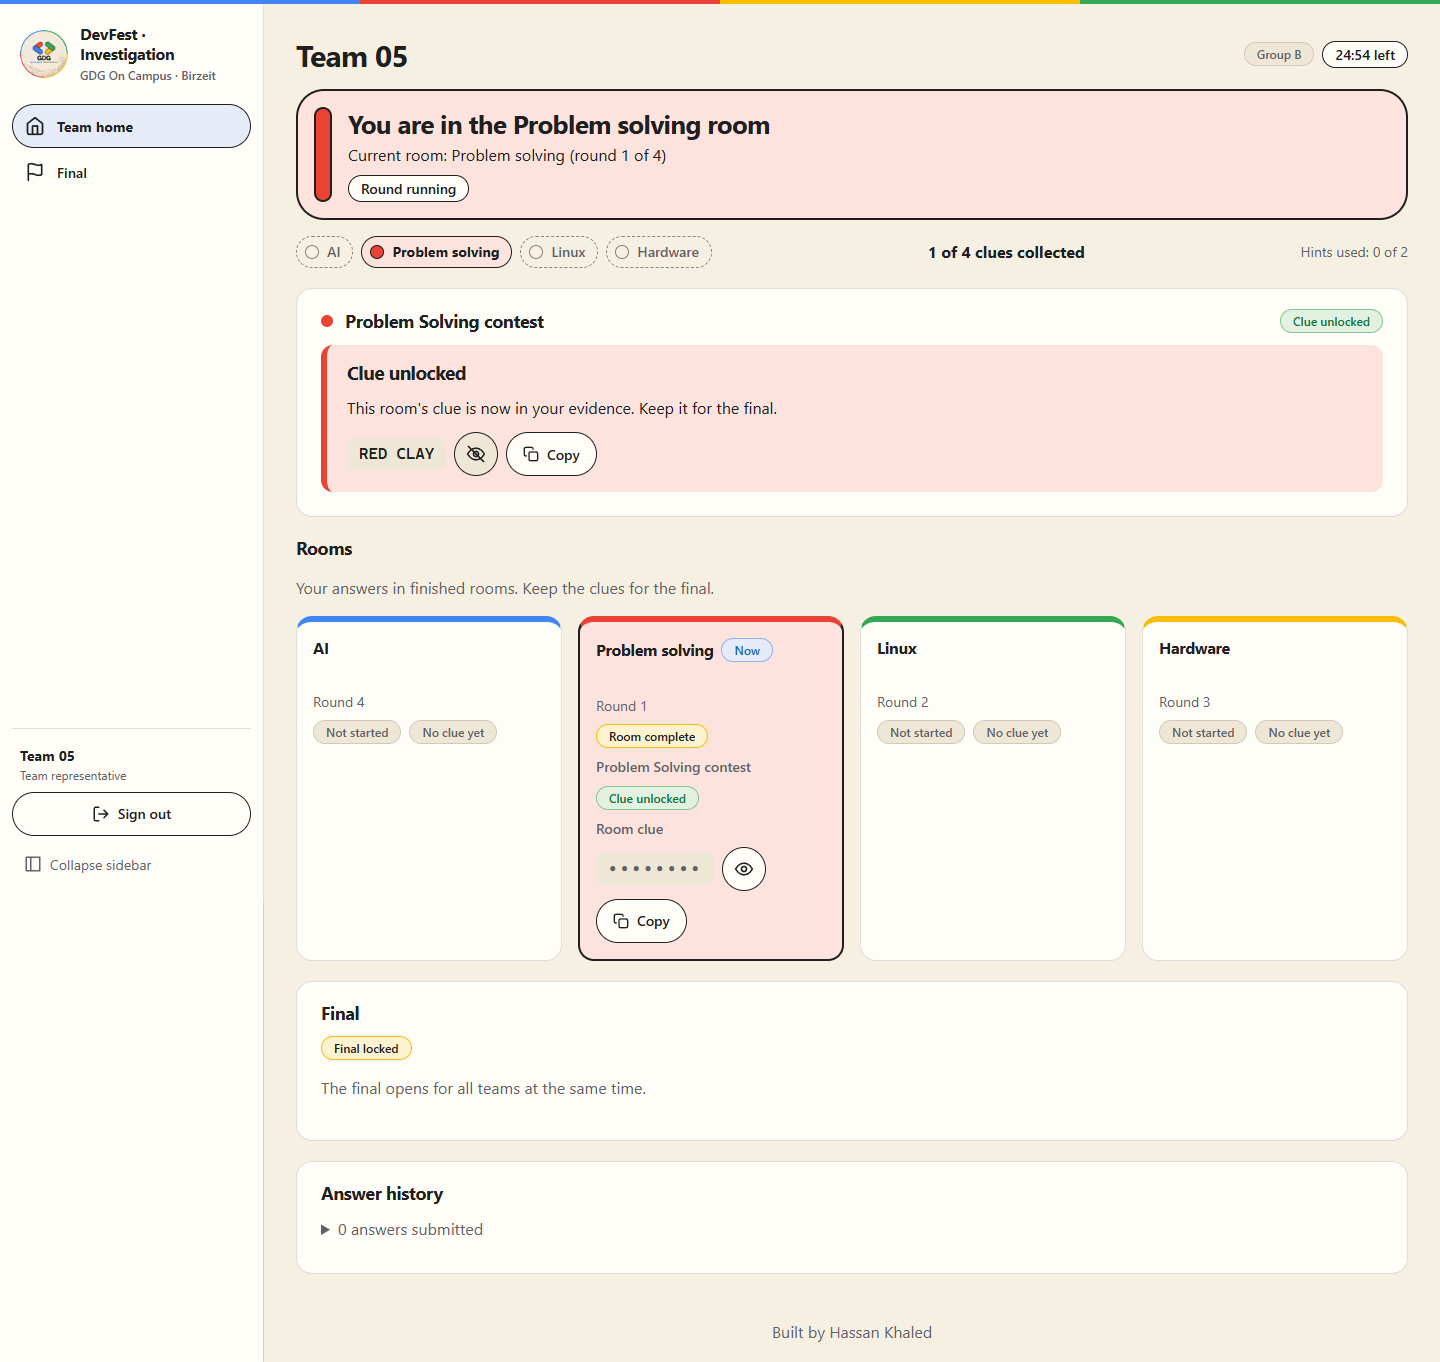 DevFest ·
Investigation
GDG On Campus · Birzeit
GDG
Team home
Final
Team 05
Team representative
Sign out
Collapse sidebar
Team 05
Group B
24:54 left
You are in the Problem solving room
Current room: Problem solving (round 1 of 4)
Round running
AI
Problem solving
Linux
Hardware
1 of 4 clues collected
Hints used: 0 of 2
Problem Solving contest
Clue unlocked
Clue unlocked
This room's clue is now in your evidence. Keep it for the final.
RED CLAY
Copy
Rooms
Your answers in finished rooms. Keep the clues for the final.
AI
Round 4
Not started
No clue yet
Problem solving
Now
Round 1
Room complete
Problem Solving contest
Clue unlocked
Room clue
••••••••
Copy
Linux
Round 2
Not started
No clue yet
Hardware
Round 3
Not started
No clue yet
Final
Final locked
The final opens for all teams at the same time.
Answer history
0 answers submitted
Built by Hassan Khaled